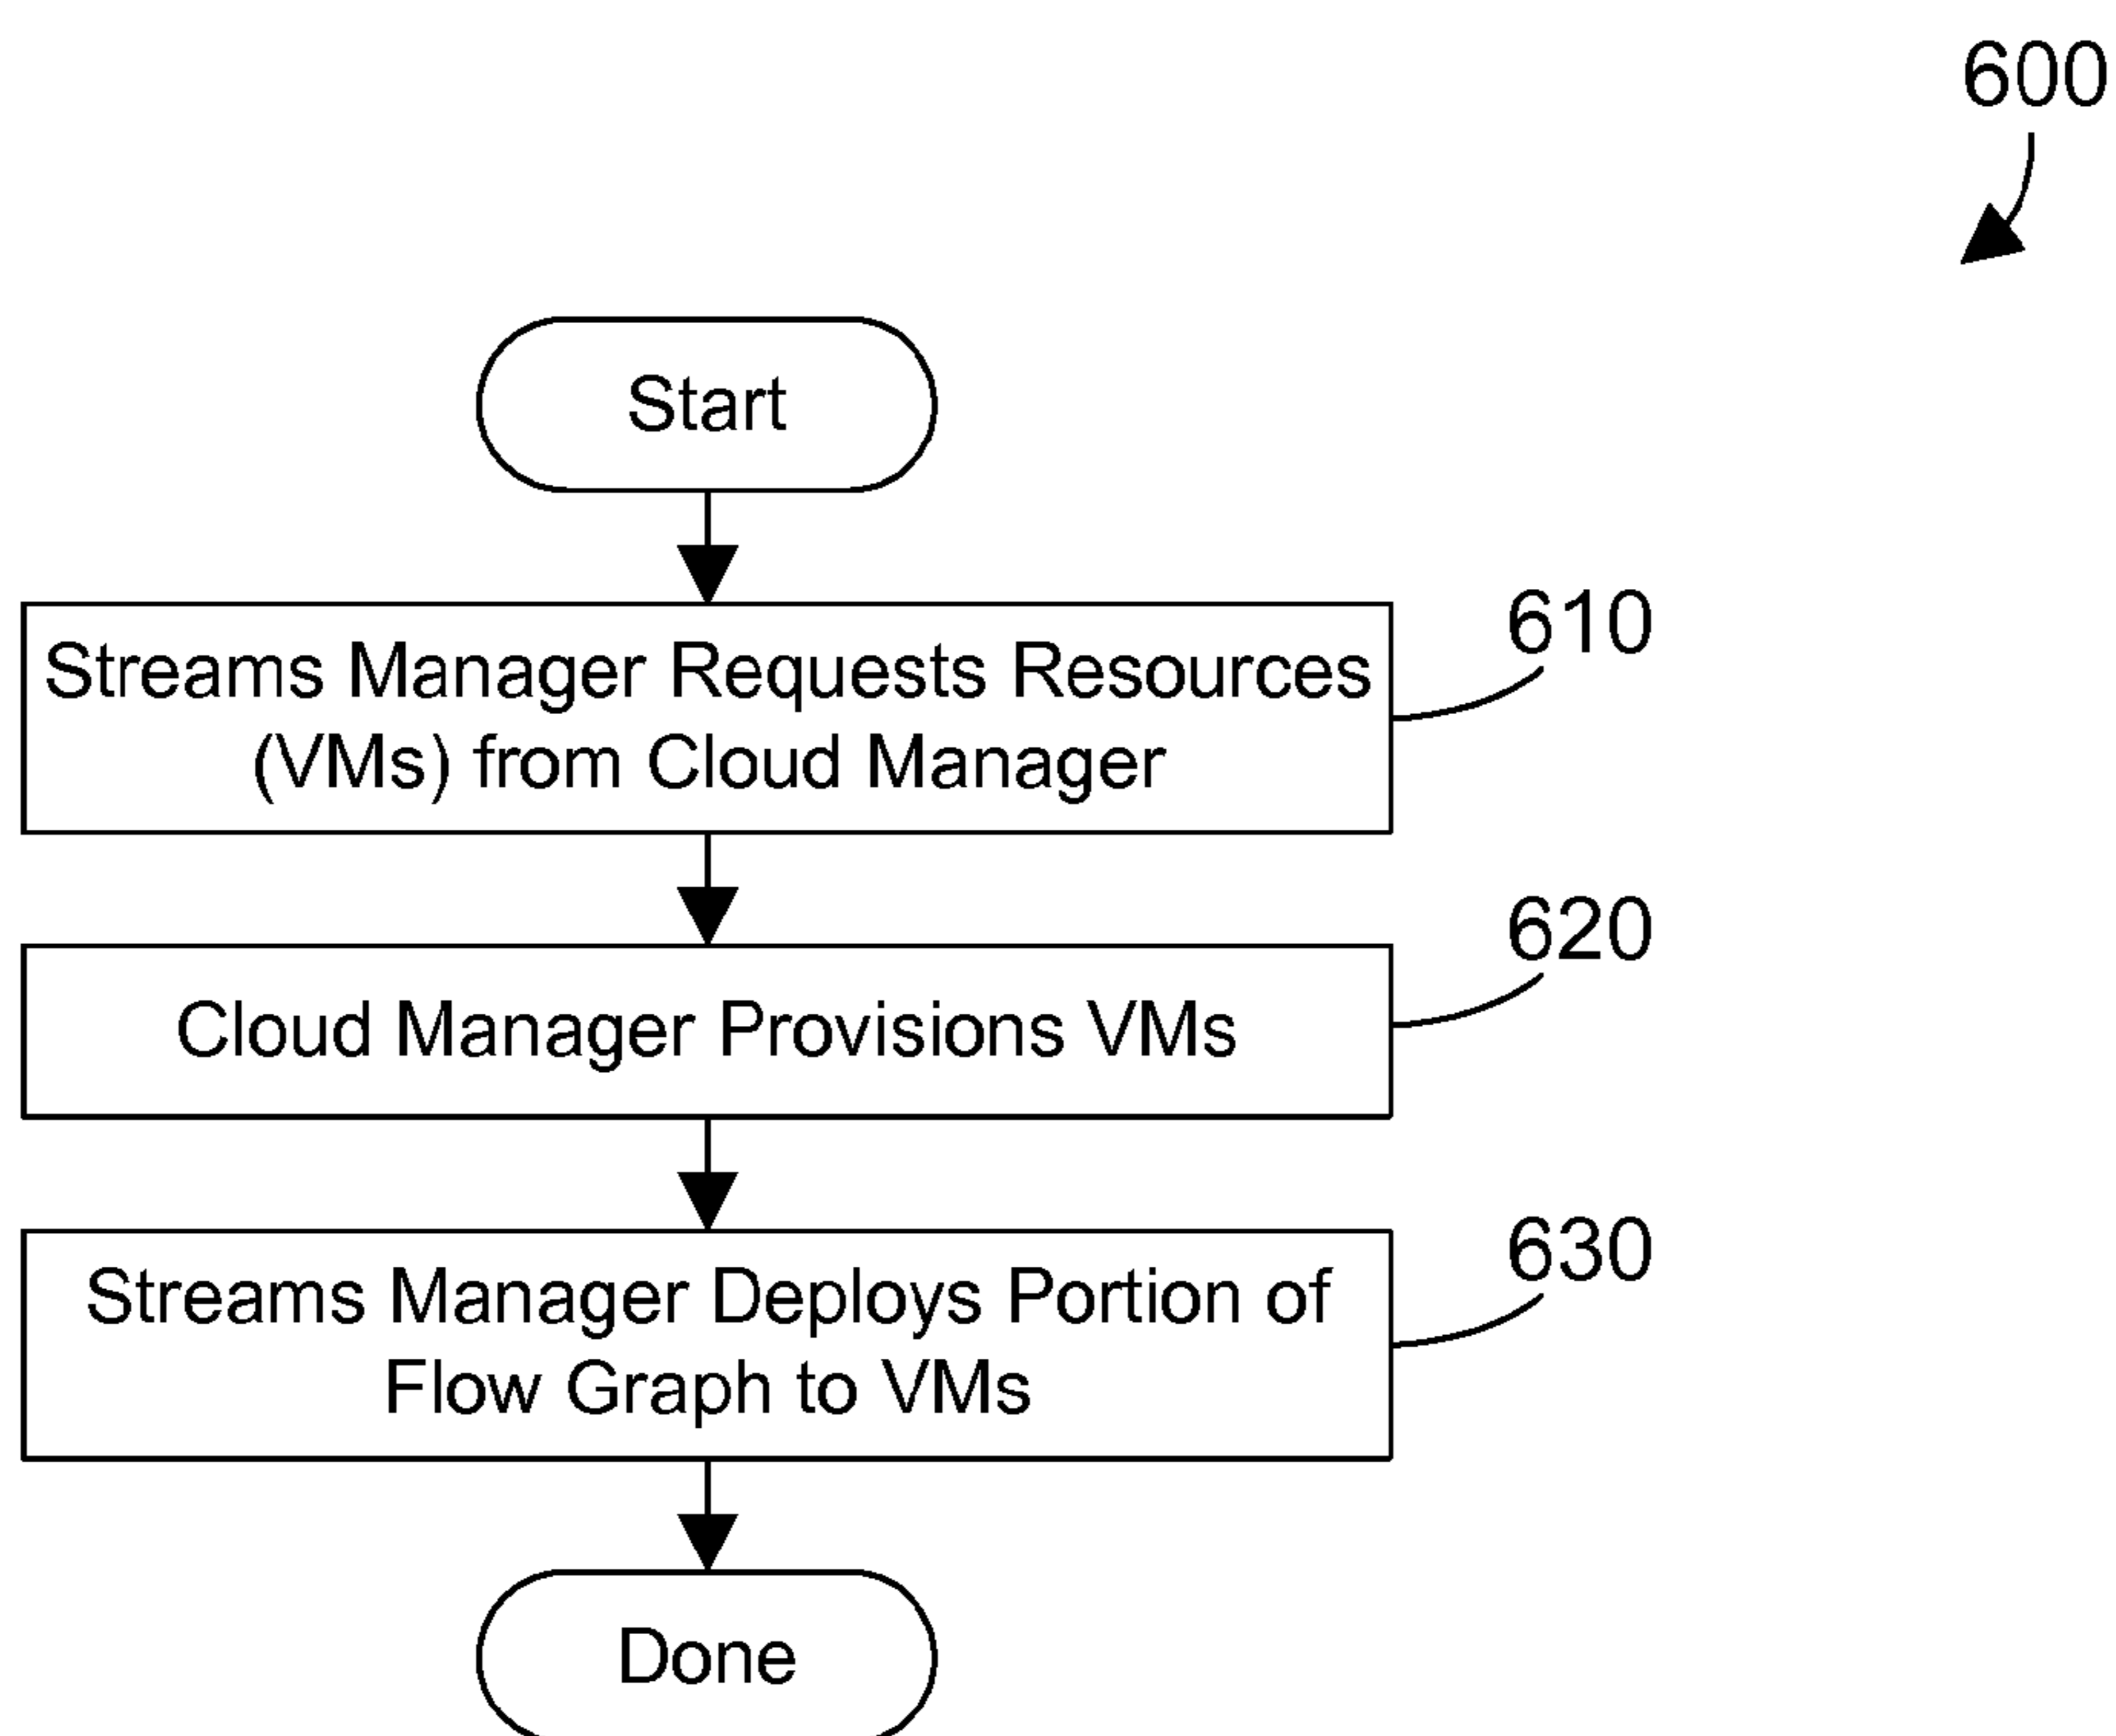 600
Start
610
Streams Manager Requests Resources
(VMs) from Cloud Manager
620
Cloud Manager Provisions VMs
630
Streams Manager Deploys Portion of
Flow Graph to VMs
Done